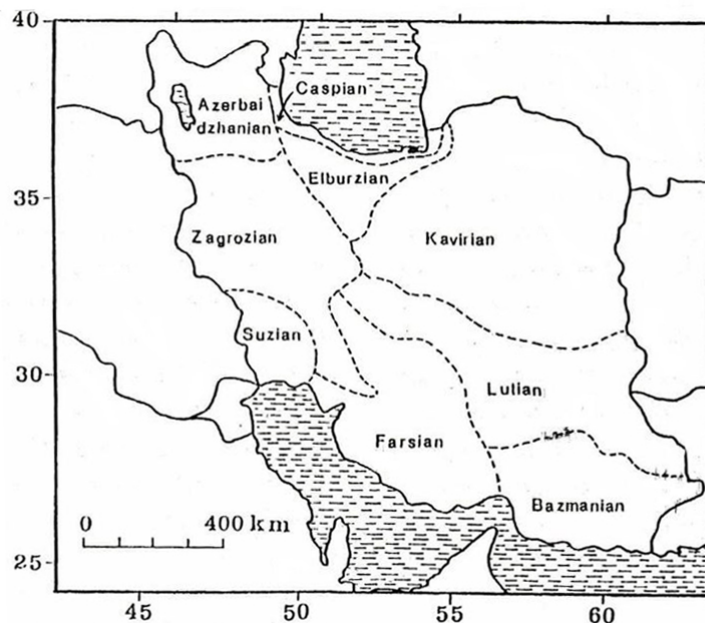 40
Caspian
Azerbai
dzhanian
Elburzian
35
Zagrozian
Kavirian
Suzian
30
Lutian
Farsian
Bazmanian
0 400 km
25
45 50 55 60